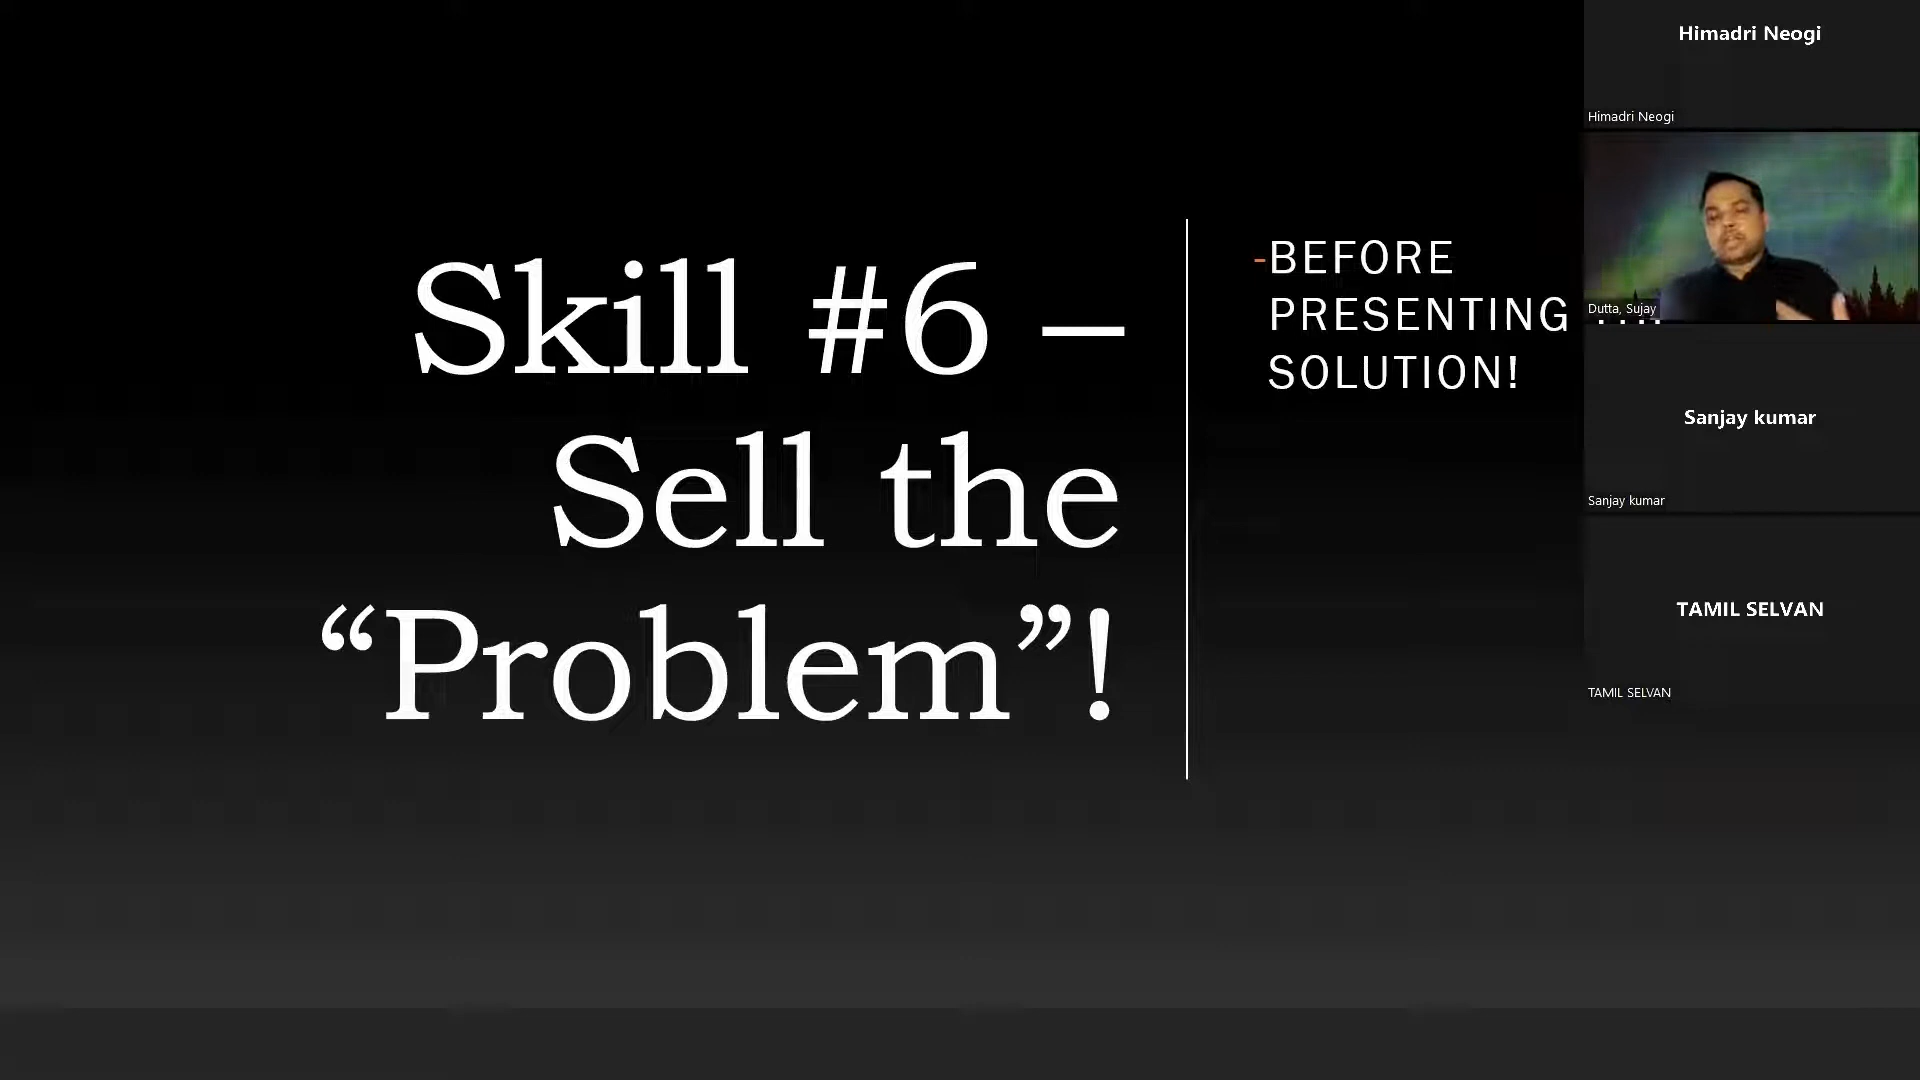 Skill #6 –
Sell the
“Problem”!
-BEFORE
PRESENTING
SOLUTION!
Himadri Neogi
Himadri Neogi
Dutta, Sujay
Sanjay kumar
Sanjay kumar
TAMIL SELVAN
TAMIL SELVAN